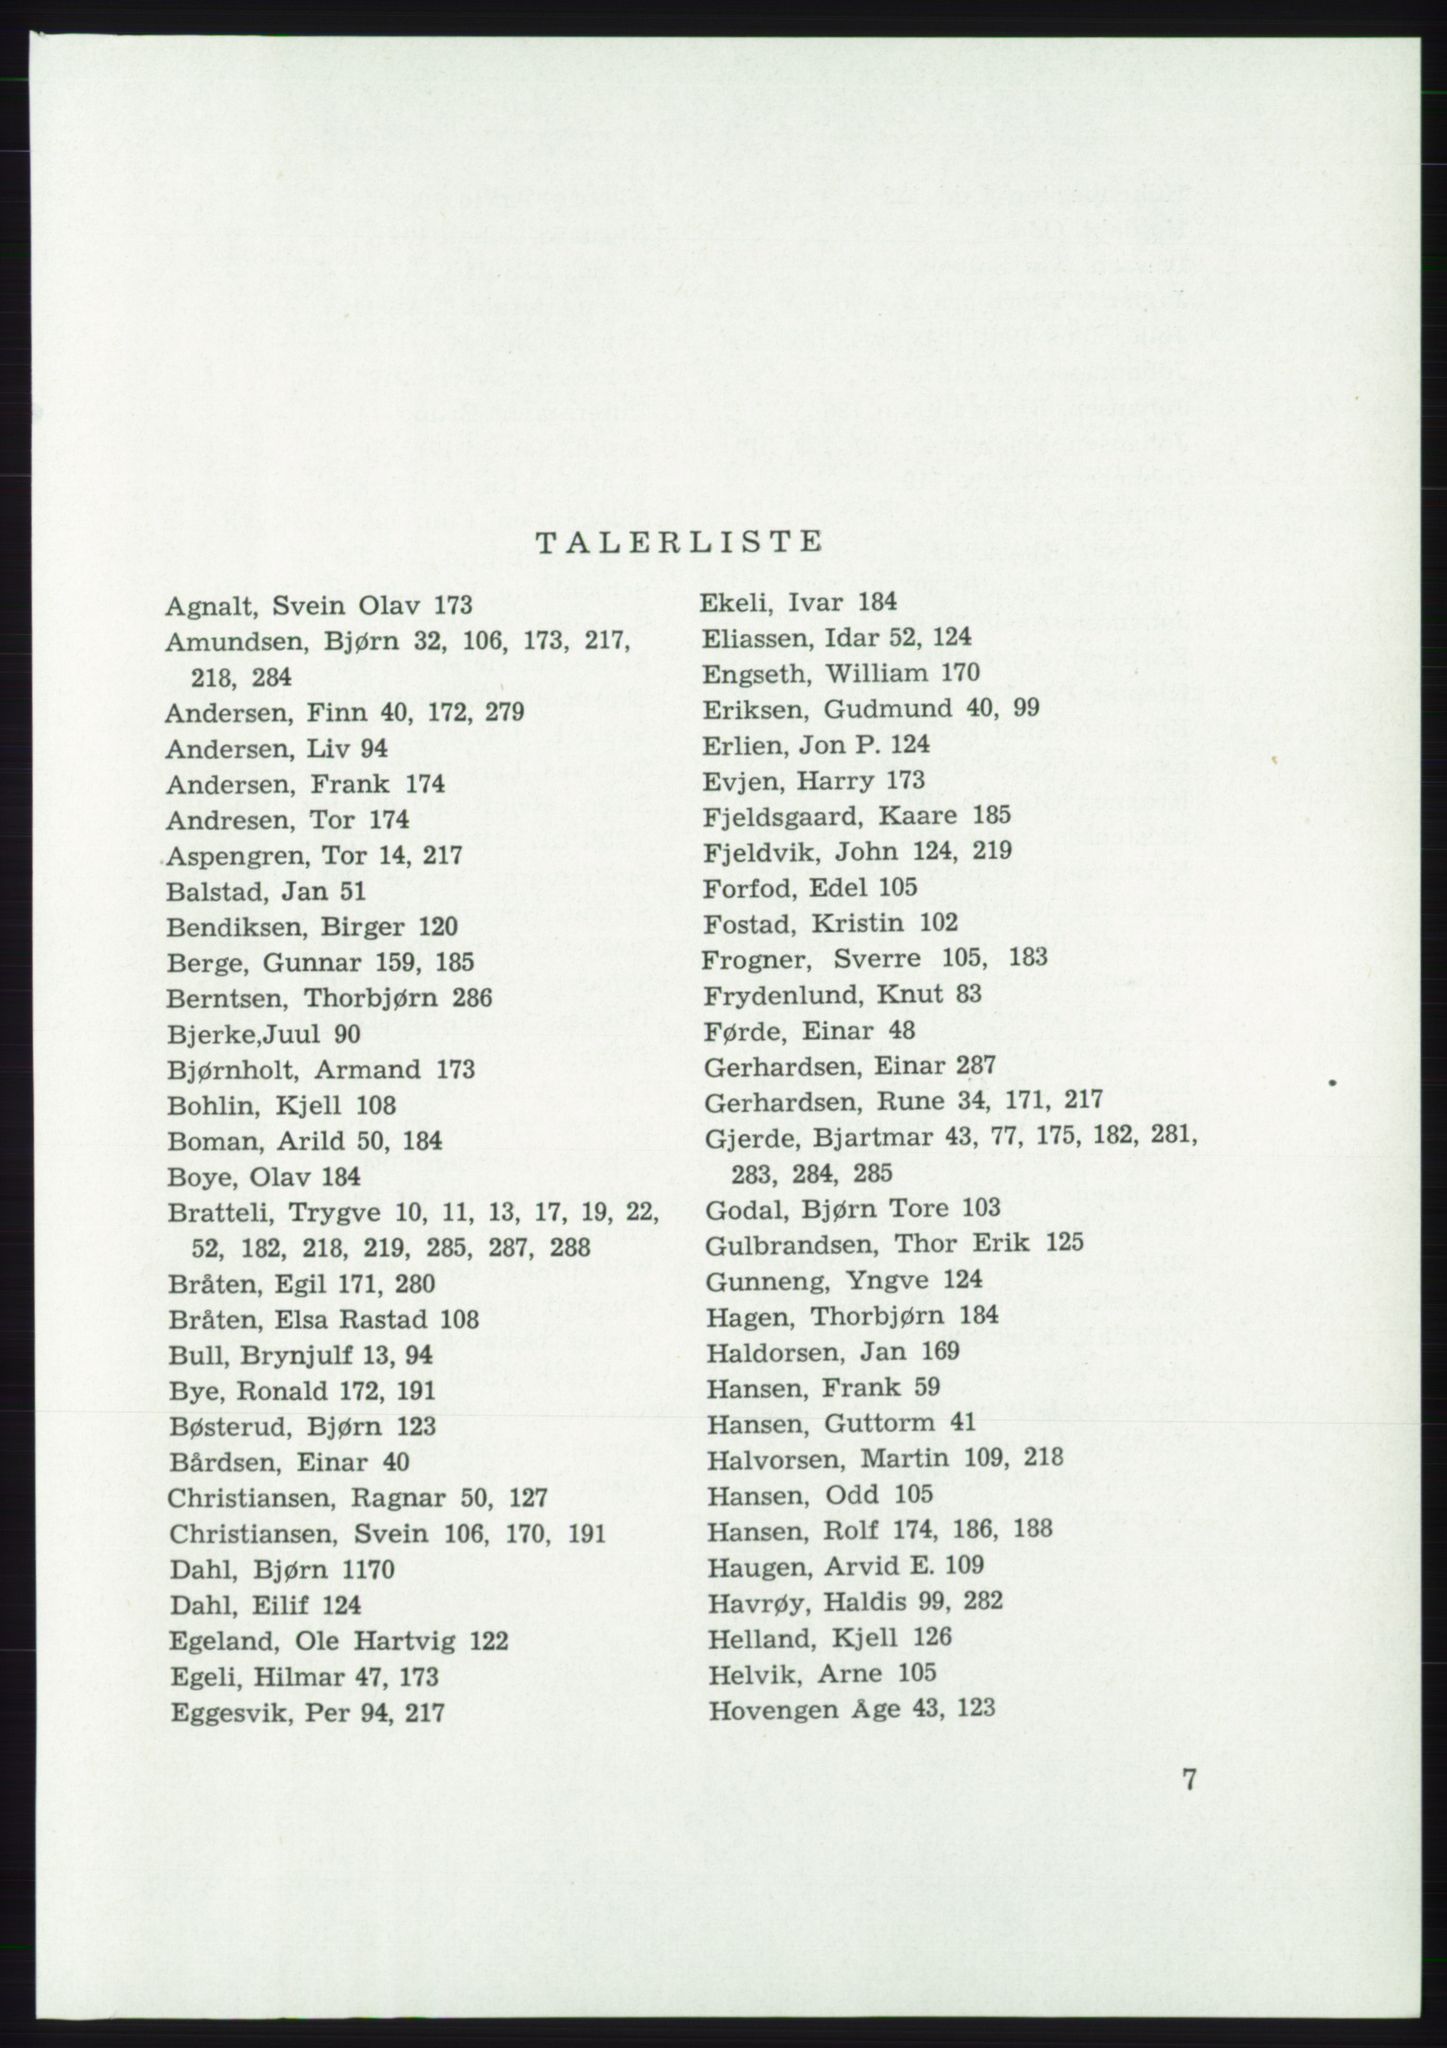 TALERLISTE
Agnalt, Svein Olav 173
Amundsen, Bjørn 32, 106, 173, 217,
218, 284
Andersen, Finn 40, 172, 279
Andersen, Liv 94
Andersen, Frank 174
Andresen, Tor 174
Aspengren, Tor 14, 217
Balstad, Jan 51
Bendiksen, Birger 120
Berge, Gunnar 159, 185
Berntsen, Thorbjørn 286
Bjerke,Juul 90
Bjørnholt, Armand 173
Bohlin, Kjell 108
Boman, Arild 50, 184
Boye, Olav 184
Bratteli, Trygve 10, 11, 13, 17, 19, 22,
52, 182, 218, 219, 285, 287, 288
Bråten, Egil 171, 280
Bråten, Elsa Rastad 108
Bull, Brynjulf 13, 94
Bye, Ronald 172, 191
Bøsterud, Bjørn 123
Bårdsen, Einar 40
Christiansen, Ragnar 50, 127
Christiansen, Svein 106, 170, 191
Dahl, Bjørn 1170
Dahl, Eilif 124
Egeland, Ole Hartvig 122
Egeli, Hilmar 47, 173
Eggesvik, Per 94, 217
Ekeli, Ivar 184
Eliassen, Idar 52, 124
Engseth, William 170
Eriksen, Gudmund 40, 99
Erlien, Jon P. 124
Evjen, Harry 173
Fjeldsgaard, Kaare 185
Fjeldvik, John 124, 219
Forfod, Edel 105
Fostad, Kristin 102
Frogner, Sverre 105, 183
Frydenlund, Knut 83
Førde, Einar 48
Gerhardsen, Einar 287
Gerhardsen, Rune 34, 171, 217
Gjerde, Bjartmar 43, 77, 175, 182, 281,
283, 284, 285
Godal, Bjørn Tore 103
Gulbrandsen, Thor Erik 125
Gunneng, Yngve 124
Hagen, Thorbjørn 184
Haldorsen, Jan 169
Hansen, Frank 59
Hansen, Guttorm 41
Halvorsen, Martin 109, 218
Hansen, Odd 105
Hansen, Rolf 174, 186, 188
Haugen, Arvid E. 109
Havrøy, Haldis 99, 282
Helland, Kjell 126
Helvik, Arne 105
Hovengen Åge 43, 123
7